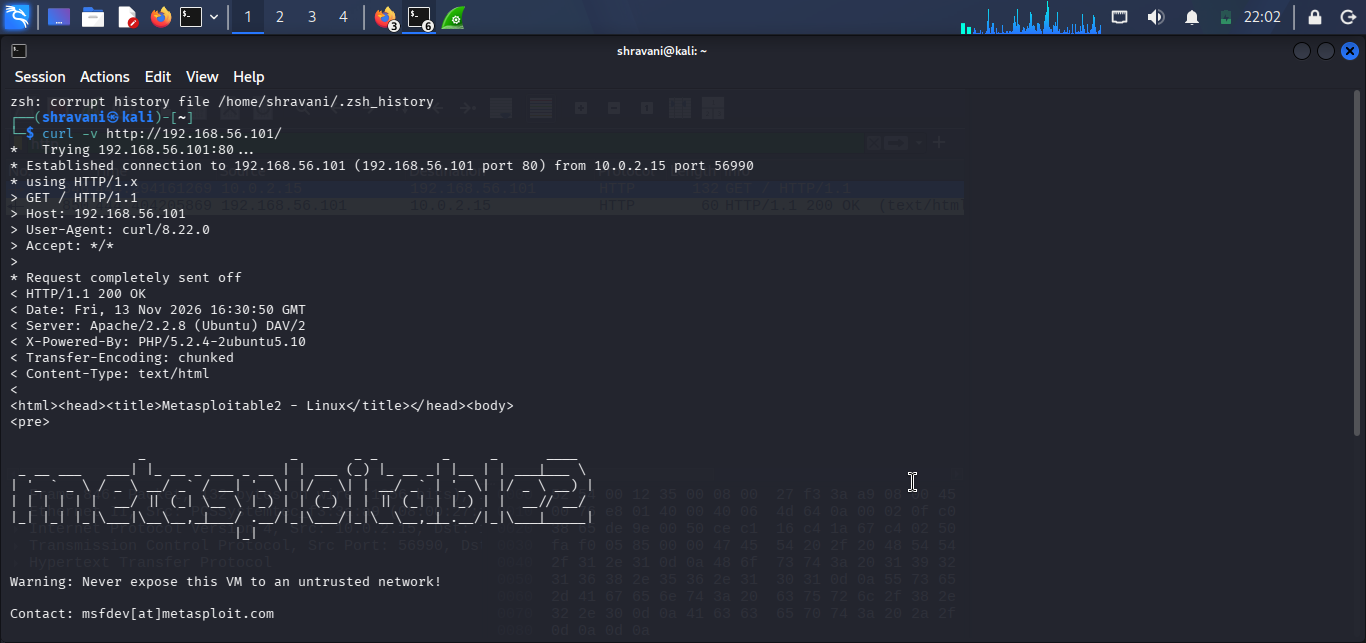 1 2 3 4 3 6 22:02
shravani@kali: ~
Session Actions Edit View Help
zsh: corrupt history file /home/shravani/.zsh_history
┌──(shravani㉿kali)-[~]
└─$ curl -v http://192.168.56.101/
*   Trying 192.168.56.101:80...
* Established connection to 192.168.56.101 (192.168.56.101 port 80) from 10.0.2.15 port 56990
* using HTTP/1.x
> GET / HTTP/1.1
> Host: 192.168.56.101
> User-Agent: curl/8.22.0
> Accept: */*
>
* Request completely sent off
< HTTP/1.1 200 OK
< Date: Fri, 13 Nov 2026 16:30:50 GMT
< Server: Apache/2.2.8 (Ubuntu) DAV/2
< X-Powered-By: PHP/5.2.4-2ubuntu5.10
< Transfer-Encoding: chunked
< Content-Type: text/html
<
<html><head><title>Metasploitable2 - Linux</title></head><body>
<pre>
metasploitable2
Warning: Never expose this VM to an untrusted network!
Contact: msfdev[at]metasploit.com